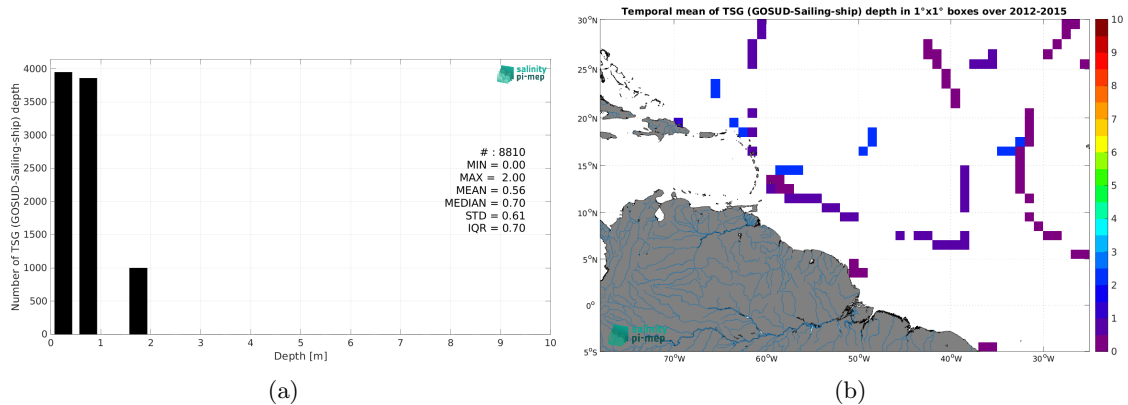 4000
3500
3000
2500
2000
1500
1000
500
0
Number of TSG (GOSUD-Sailing-ship) depth
0 1 2 3 4 5 6 7 8 9 10
Depth [m]
salinity
pi-mep
# : 8810
MIN = 0.00
MAX = 2.00
MEAN = 0.56
MEDIAN = 0.70
STD = 0.61
IQR = 0.70
(a)
Temporal mean of TSG (GOSUD-Sailing-ship) depth in 1°x1° boxes over 2012-2015
30°N
25°N
20°N
15°N
10°N
5°N
0°
5°S
70°W 60°W 50°W 40°W 30°W
salinity
pi-mep
10
9
8
7
6
5
4
3
2
1
0
(b)